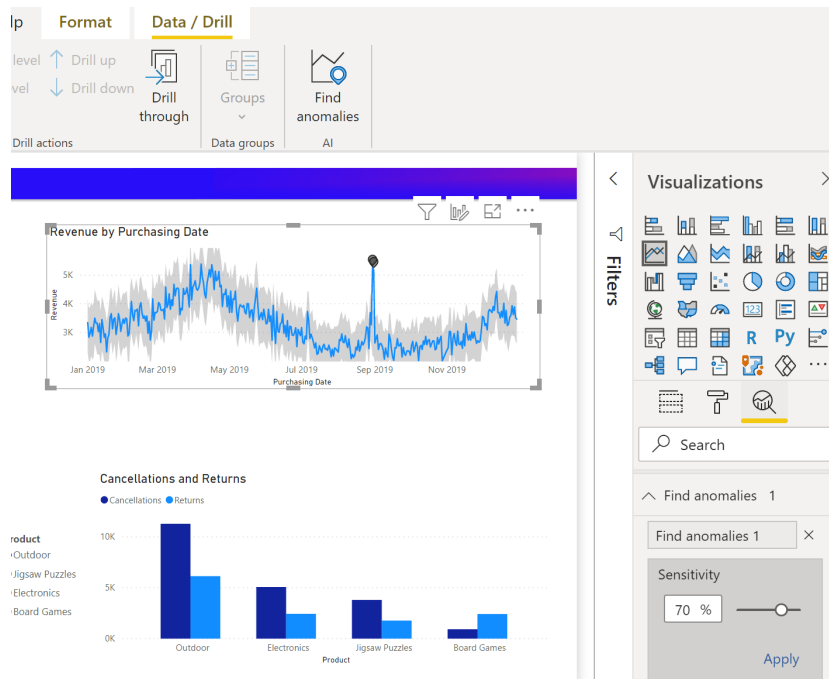 lp Format Data / Drill
level Drill up
vel Drill down
Drill through
Groups
Find anomalies
Drill actions
Data groups
AI
Visualizations
Filters
Revenue by Purchasing Date
5K
4K
3K
Revenue
Jan 2019 Mar 2019 May 2019 Jul 2019 Sep 2019 Nov 2019
Purchasing Date
123
R Py
Search
Find anomalies 1
Find anomalies 1
Sensitivity
70 %
Apply
Cancellations and Returns
Cancellations Returns
roduct
Outdoor
Jigsaw Puzzles
Electronics
Board Games
10K
5K
0K
Outdoor Electronics Jigsaw Puzzles Board Games
Product